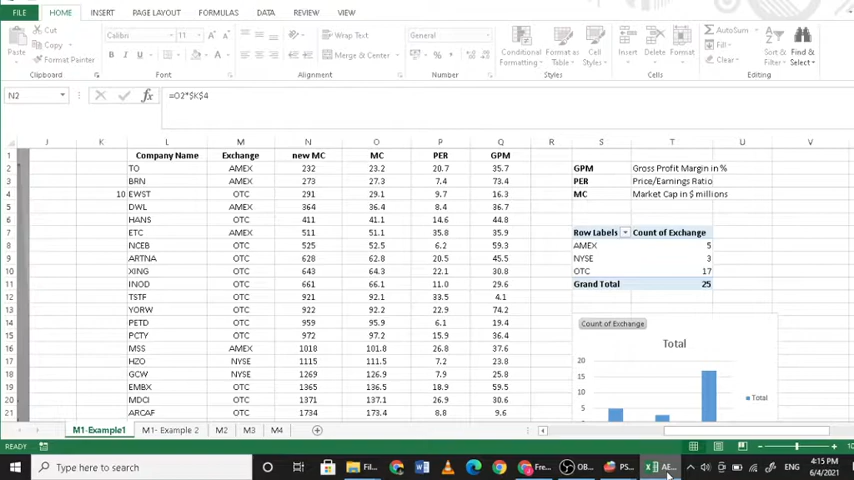 FILE HOME INSERT PAGE LAYOUT FORMULAS DATA REVIEW VIEW
Cut Calibri 11 Wrap Text General AutoSum
Copy Fill
Paste Format Painter Merge & Center Conditional Formatting Format as Table Cell Styles Insert Delete Format Clear Sort & Filter Find & Select
Clipboard Font Alignment Number Styles Cells Editing
N2 =O2*$K$4
J K L M N O P Q R S T U V
1 Company Name Exchange new MC MC PER GPM
2 TO AMEX 232 23.2 20.7 35.7 GPM Gross Profit Margin in %
3 BRN AMEX 273 27.3 7.4 73.4 PER Price/Earnings Ratio
4 10 EWST OTC 291 29.1 9.7 16.3 MC Market Cap in $ millions
5 DWL AMEX 364 36.4 8.4 36.7
6 HANS OTC 411 41.1 14.6 44.8
7 ETC AMEX 511 51.1 35.8 35.9 Row Labels Count of Exchange
8 NCEB OTC 525 52.5 6.2 59.3 AMEX 5
9 ARTNA OTC 628 62.8 20.5 45.5 NYSE 3
10 XING OTC 643 64.3 22.1 30.8 OTC 17
11 INOD OTC 661 66.1 11.0 29.6 Grand Total 25
12 TSTF OTC 921 92.1 33.5 4.1
13 YORW OTC 922 92.2 22.9 74.2
14 PETD OTC 959 95.9 6.1 19.4 Count of Exchange
15 PCTY OTC 972 97.2 15.9 36.4 Total
16 MSS AMEX 1018 101.8 26.8 37.6
17 HZO NYSE 1115 111.5 7.2 23.8 20
18 GCW NYSE 1269 126.9 7.9 25.8 15
19 EMBX OTC 1365 136.5 18.9 59.5 10
20 MDCI OTC 1371 137.1 26.9 30.6 5 Total
21 ARCAF OTC 1734 173.4 8.8 9.6
M1-Example1 M1- Example 2 M2 M3 M4
READY
Type here to search Fil... Fre... OB... PS... AE... ENG 4:15 PM
6/4/2021